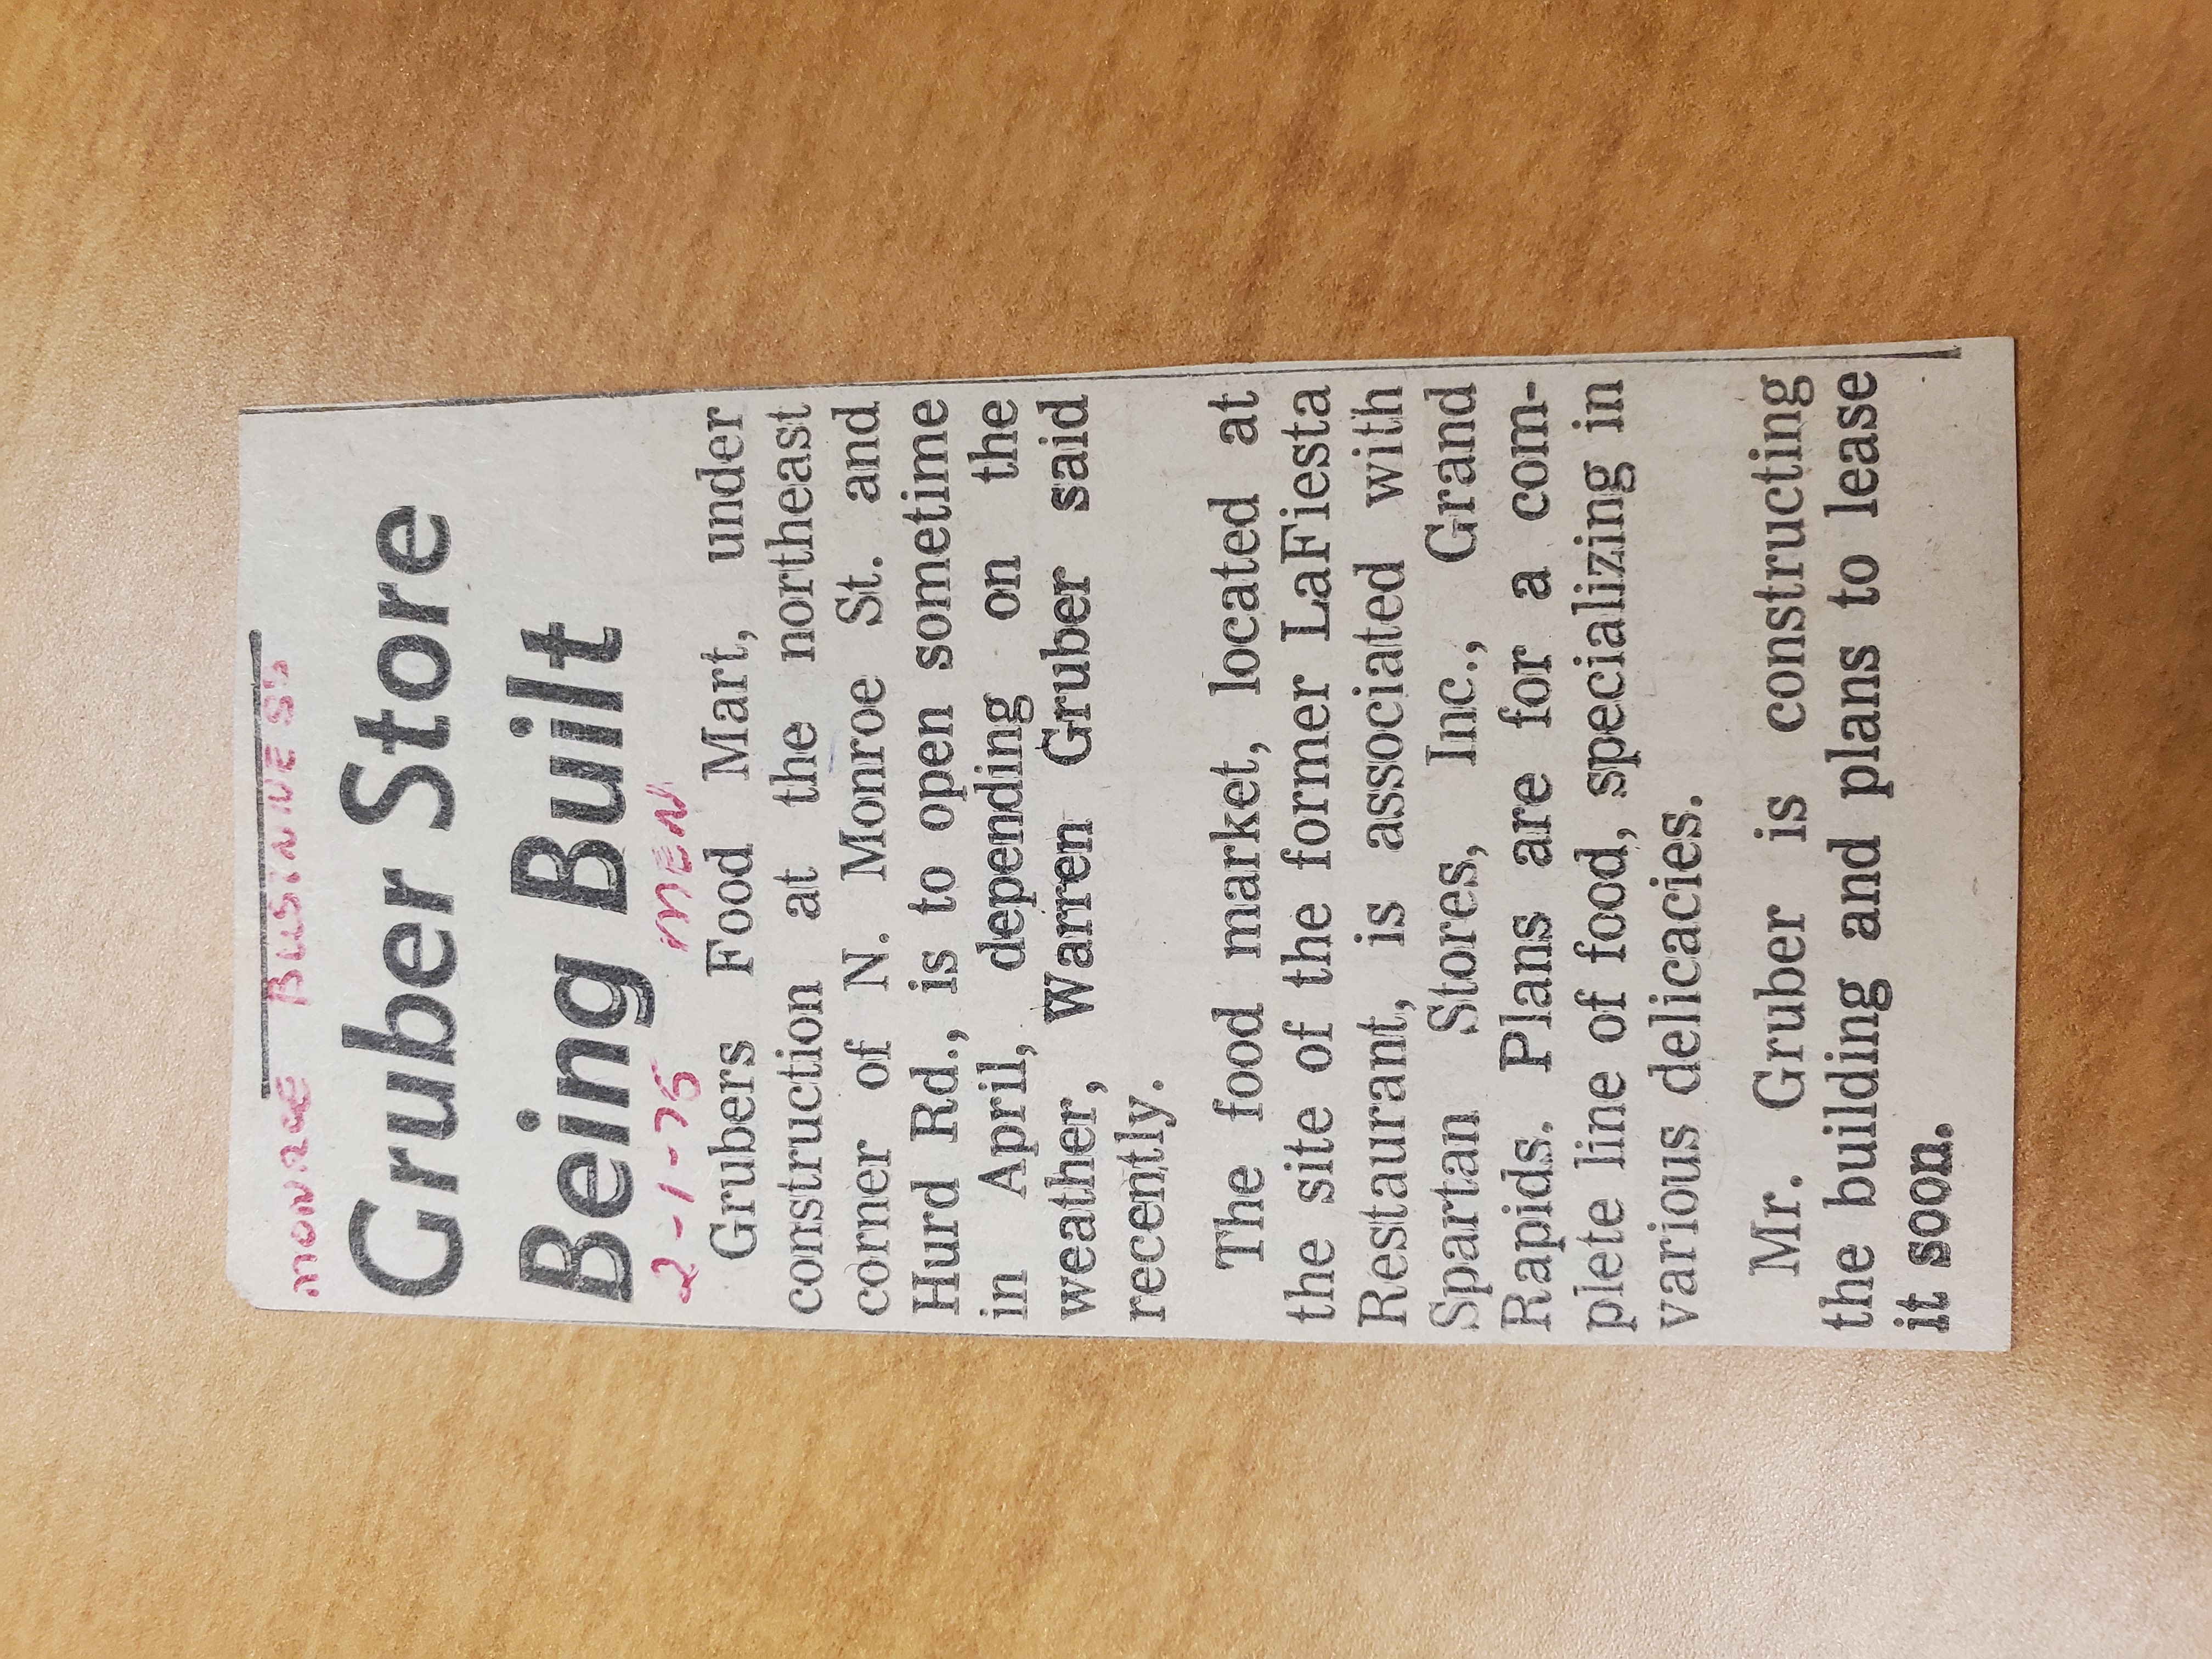 MONROE BUSINNESS
Gruber Store
Being Built
2-1-75 MEN
Grubers Food Mart, under
construction at the northeast
corner of N. Monroe St. and
Hurd Rd., is to open sometime
in April, depending on the
weather, Warren Gruber said
recently.
The food market, located at
the site of the former LaFiesta
Restaurant, is associated with
Spartan Stores, Inc., Grand
Rapids. Plans are for a com-
plete line of food, specializing in
various delicacies.
Mr. Gruber is constructing
the building and plans to lease
it soon.